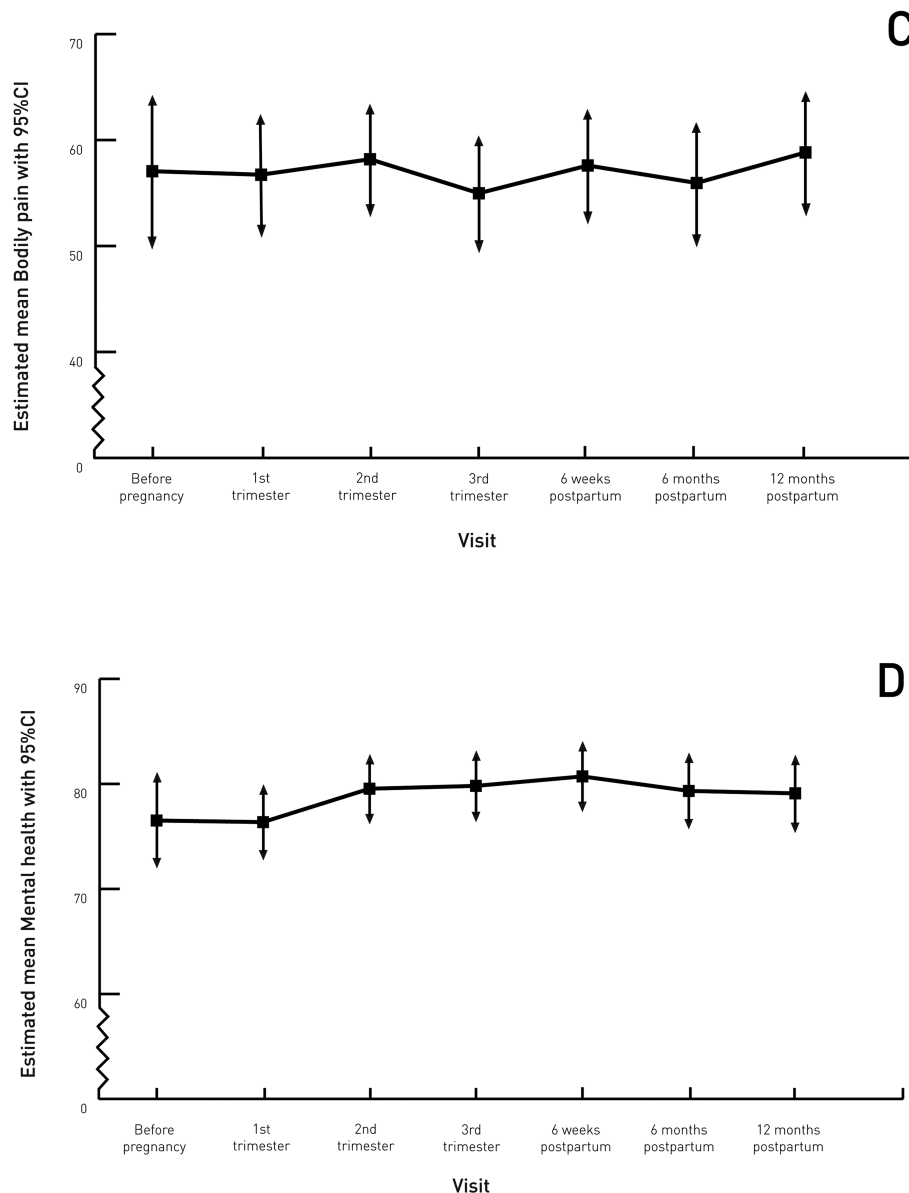 C
70
60
50
40
0
Estimated mean Bodily pain with 95%CI
Before
pregnancy
1st
trimester
2nd
trimester
3rd
trimester
6 weeks
postpartum
6 months
postpartum
12 months
postpartum
Visit
D
90
80
70
60
0
Estimated mean Mental health with 95%CI
Before
pregnancy
1st
trimester
2nd
trimester
3rd
trimester
6 weeks
postpartum
6 months
postpartum
12 months
postpartum
Visit